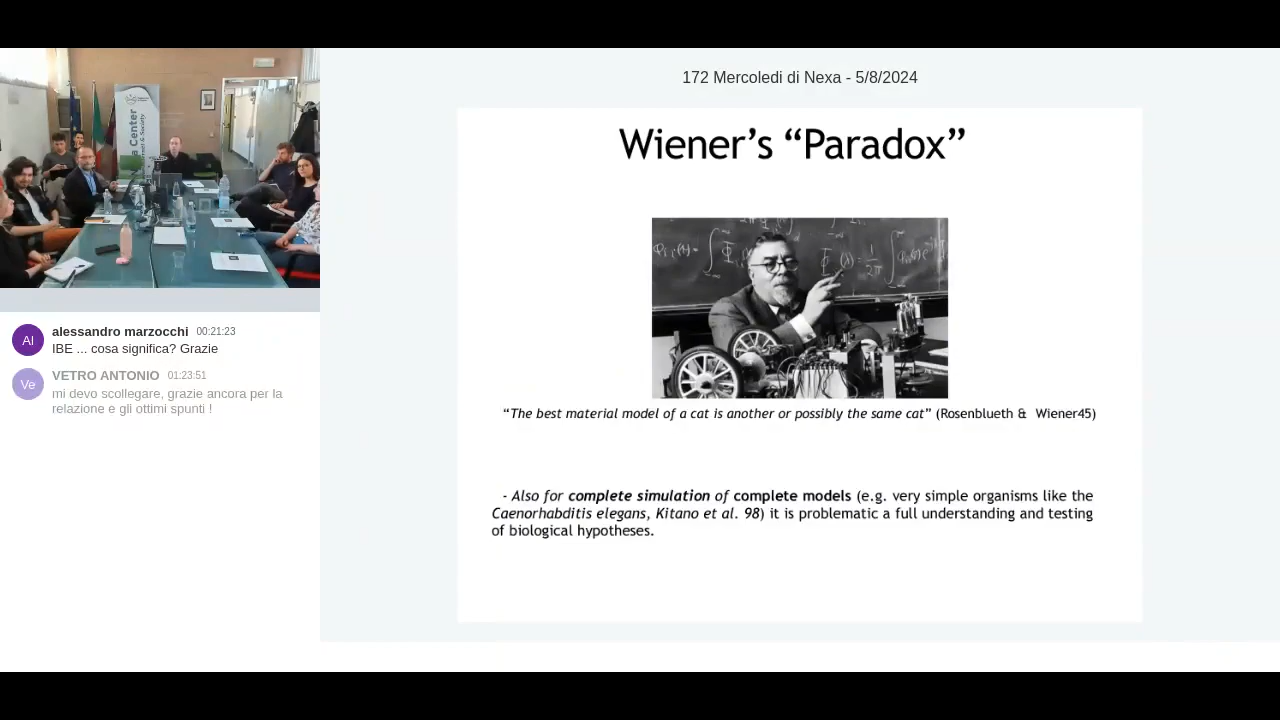 172 Mercoledi di Nexa - 5/8/2024
Wiener's “Paradox”
“The best material model of a cat is another or possibly the same cat” (Rosenblueth & Wiener45)
- Also for complete simulation of complete models (e.g. very simple organisms like the
Caenorhabditis elegans, Kitano et al. 98) it is problematic a full understanding and testing
of biological hypotheses.
Center
Al
alessandro marzocchi 00:21:23
IBE ... cosa significa? Grazie
Ve
VETRO ANTONIO 01:23:51
mi devo scollegare, grazie ancora per la
relazione e gli ottimi spunti !